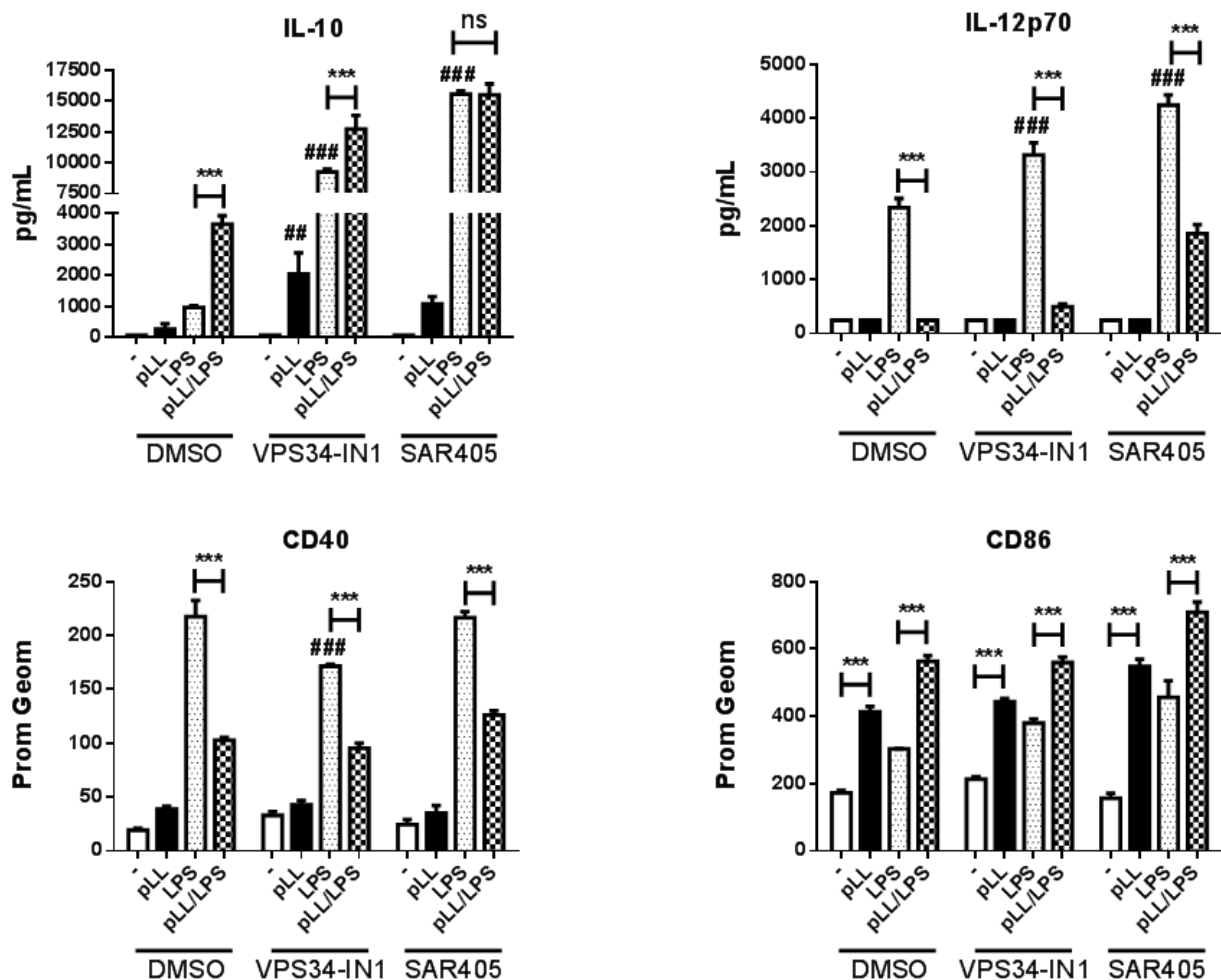 IL-10
ns
***
###
***
###
##
***
pg/mL
17500
15000
12500
10000
7500
4000
3000
2000
1000
0
- pLL LPS pLL/LPS - pLL LPS pLL/LPS - pLL LPS pLL/LPS
DMSO VPS34-IN1 SAR405
IL-12p70
***
###
***
###
***
pg/mL
5000
4000
3000
2000
1000
0
- pLL LPS pLL/LPS - pLL LPS pLL/LPS - pLL LPS pLL/LPS
DMSO VPS34-IN1 SAR405
CD40
*** *** ***
###
Prom Geom
250
200
150
100
50
0
- pLL LPS pLL/LPS - pLL LPS pLL/LPS - pLL LPS pLL/LPS
DMSO VPS34-IN1 SAR405
CD86
***
*** *** ***
*** ***
Prom Geom
800
600
400
200
0
- pLL LPS pLL/LPS - pLL LPS pLL/LPS - pLL LPS pLL/LPS
DMSO VPS34-IN1 SAR405